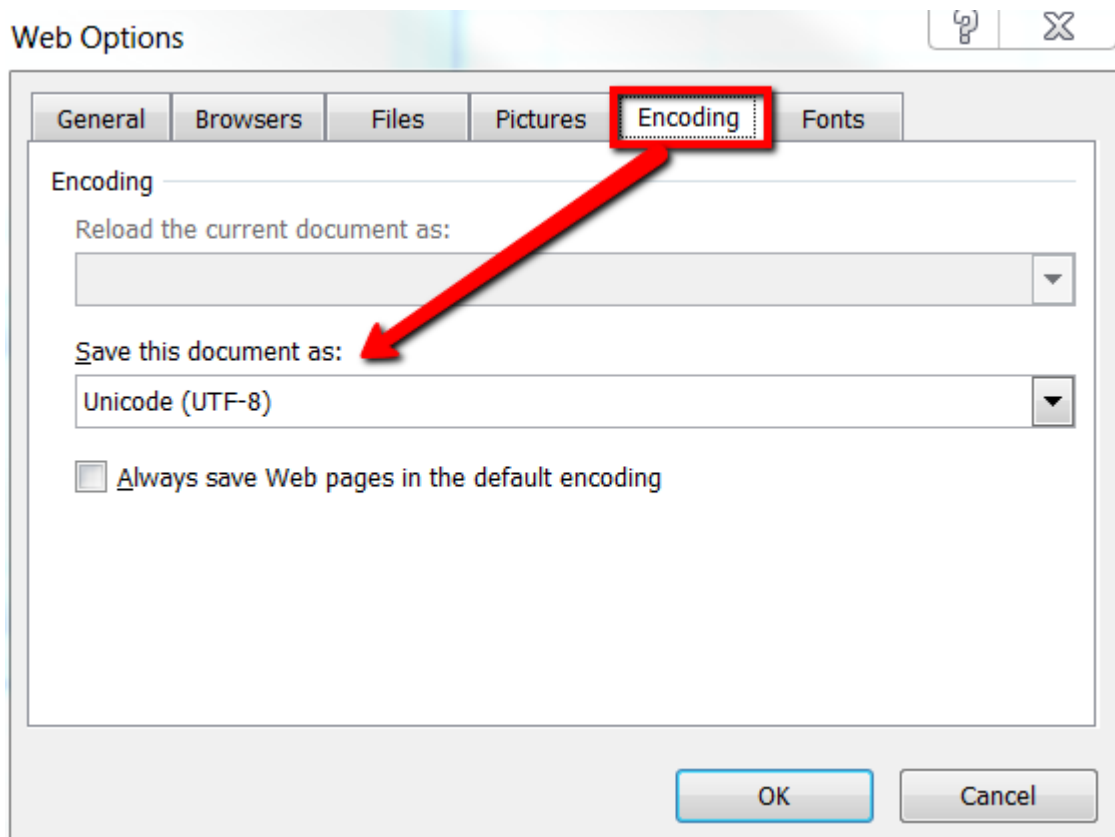 Web Options
General Browsers Files Pictures Encoding Fonts
Encoding
Reload the current document as:
Save this document as:
Unicode (UTF-8)
Always save Web pages in the default encoding
OK Cancel